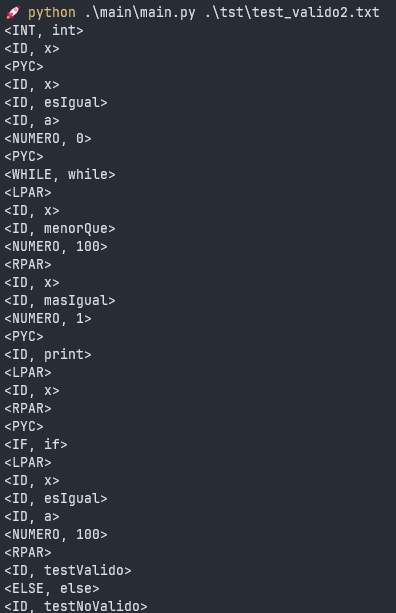 🚀 python .\main\main.py .\tst\test_valido2.txt
<INT, int>
<ID, x>
<PYC>
<ID, x>
<ID, esIgual>
<ID, a>
<NUMERO, 0>
<PYC>
<WHILE, while>
<LPAR>
<ID, x>
<ID, menorQue>
<NUMERO, 100>
<RPAR>
<ID, x>
<ID, masIgual>
<NUMERO, 1>
<PYC>
<ID, print>
<LPAR>
<ID, x>
<RPAR>
<PYC>
<IF, if>
<LPAR>
<ID, x>
<ID, esIgual>
<ID, a>
<NUMERO, 100>
<RPAR>
<ID, testValido>
<ELSE, else>
<ID, testNoValido>